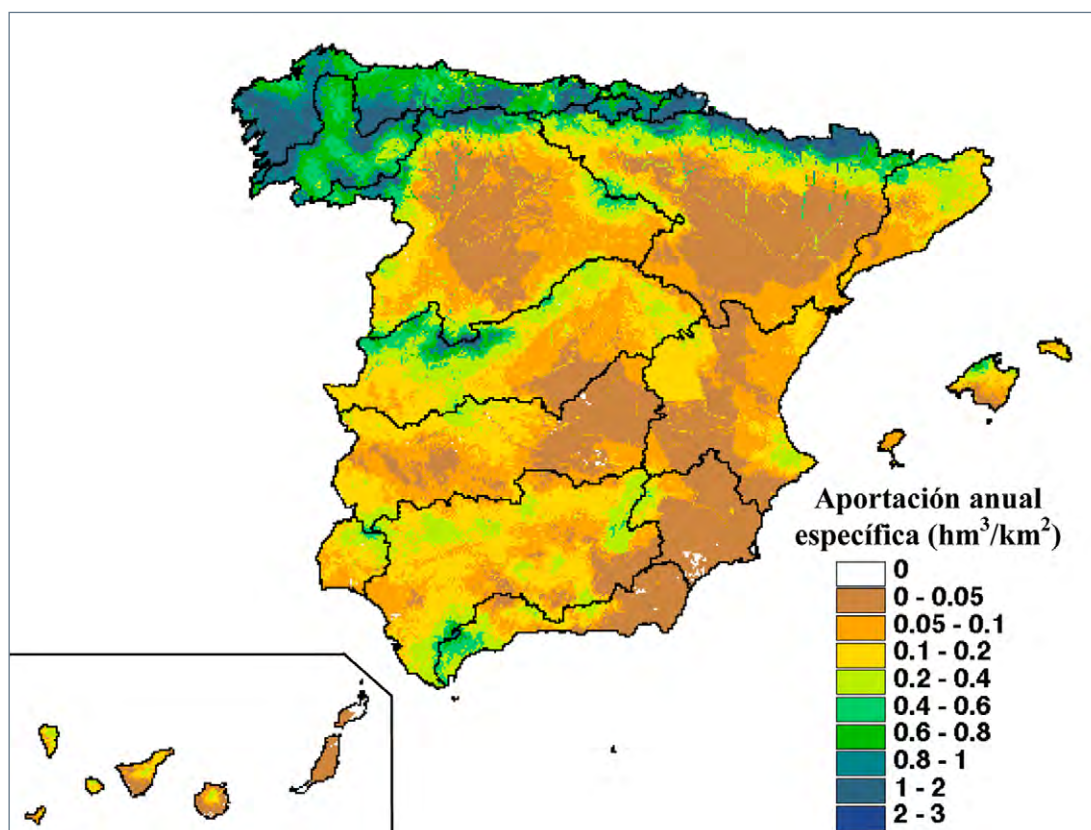 Aportación anual
específica (hm³/km²)
0
0 - 0.05
0.05 - 0.1
0.1 - 0.2
0.2 - 0.4
0.4 - 0.6
0.6 - 0.8
0.8 - 1
1 - 2
2 - 3